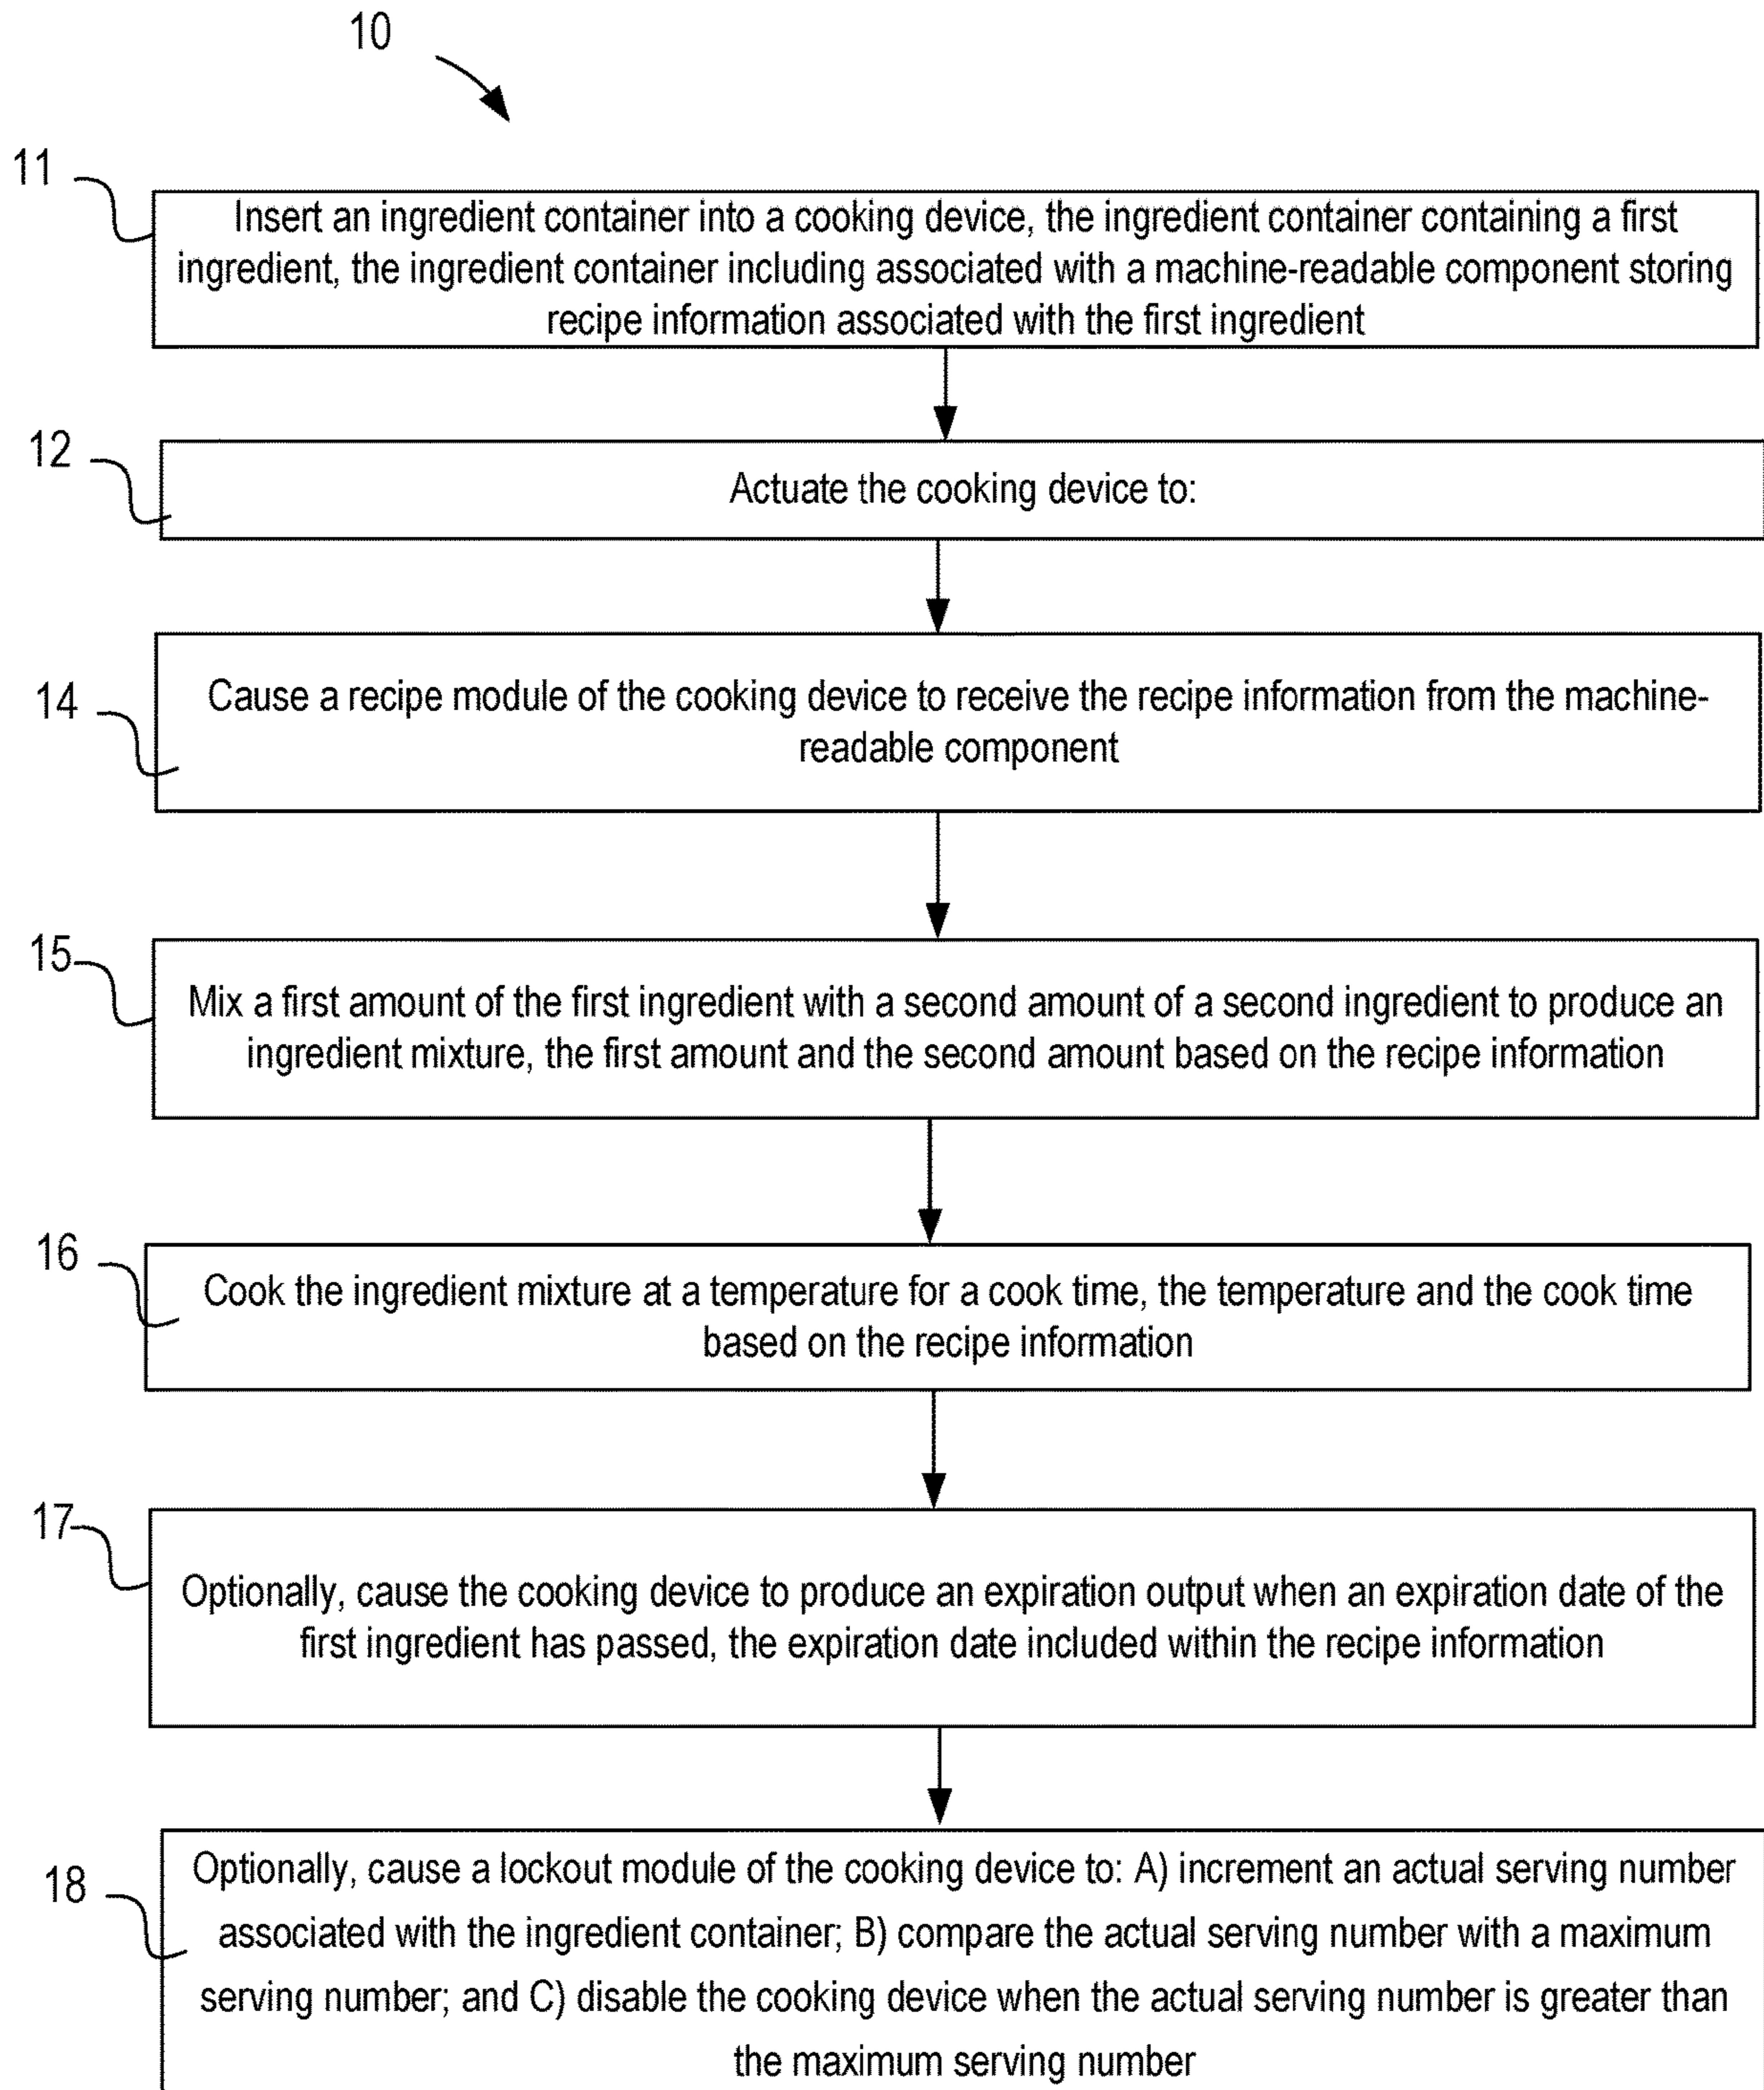 10
11
Insert an ingredient container into a cooking device, the ingredient container containing a first
ingredient, the ingredient container including associated with a machine-readable component storing
recipe information associated with the first ingredient
12
Actuate the cooking device to:
14
Cause a recipe module of the cooking device to receive the recipe information from the machine-
readable component
15
Mix a first amount of the first ingredient with a second amount of a second ingredient to produce an
ingredient mixture, the first amount and the second amount based on the recipe information
16
Cook the ingredient mixture at a temperature for a cook time, the temperature and the cook time
based on the recipe information
17
Optionally, cause the cooking device to produce an expiration output when an expiration date of the
first ingredient has passed, the expiration date included within the recipe information
18
Optionally, cause a lockout module of the cooking device to: A) increment an actual serving number
associated with the ingredient container; B) compare the actual serving number with a maximum
serving number; and C) disable the cooking device when the actual serving number is greater than
the maximum serving number